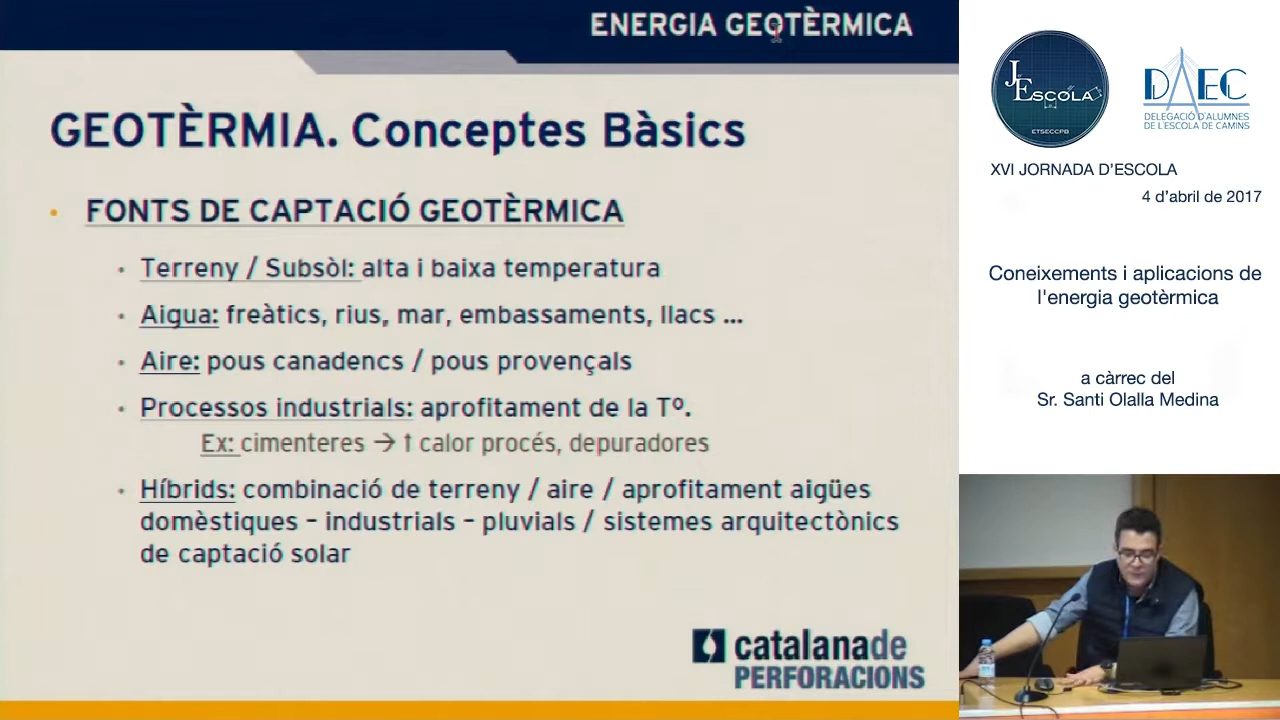 ENERGIA GEOTÈRMICA
GEOTÈRMIA. Conceptes Bàsics
• FONTS DE CAPTACIÓ GEOTÈRMICA
• Terreny / Subsòl: alta i baixa temperatura
• Aigua: freàtics, rius, mar, embassaments, llacs ...
• Aire: pous canadencs / pous provençals
• Processos industrials: aprofitament de la Tº.
Ex: cimenteres → ↑ calor procés, depuradores
• Híbrids: combinació de terreny / aire / aprofitament aigües
domèstiques – industrials – pluvials / sistemes arquitectònics
de captació solar
catalanade
PERFORACIONS
J
ESCOLA
ETSECCPB
DAEC
DELEGACIÓ D'ALUMNES
DE L'ESCOLA DE CAMINS
XVI JORNADA D'ESCOLA
4 d'abril de 2017
Coneixements i aplicacions de
l'energia geotèrmica
a càrrec del
Sr. Santi Olalla Medina